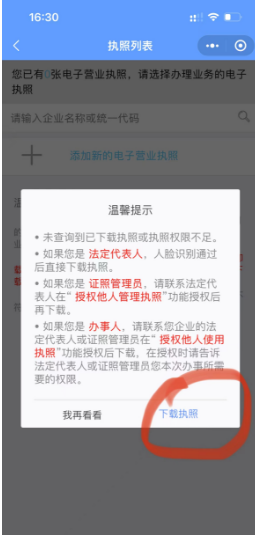 16:30
执照列表
您已有 张电子营业执照，请选择办理业务的电子
执照
请输入企业名称或统一代码
添加新的电子营业执照
温馨提示
• 未查询到已下载执照或执照权限不足。
• 如果您是 法定代表人，人脸识别通过
后直接下载执照。
• 如果您是 证照管理员，请联系法定代
表人在“ 授权他人管理执照”功能授权后
再下载。
• 如果您是 办事人，请联系您企业的法
定代表人或证照管理员在“ 授权他人使用
执照”功能授权后下载，在授权时请告诉
法定代表人或证照管理员您本次办事所需
要的权限。
我再看看
下载执照